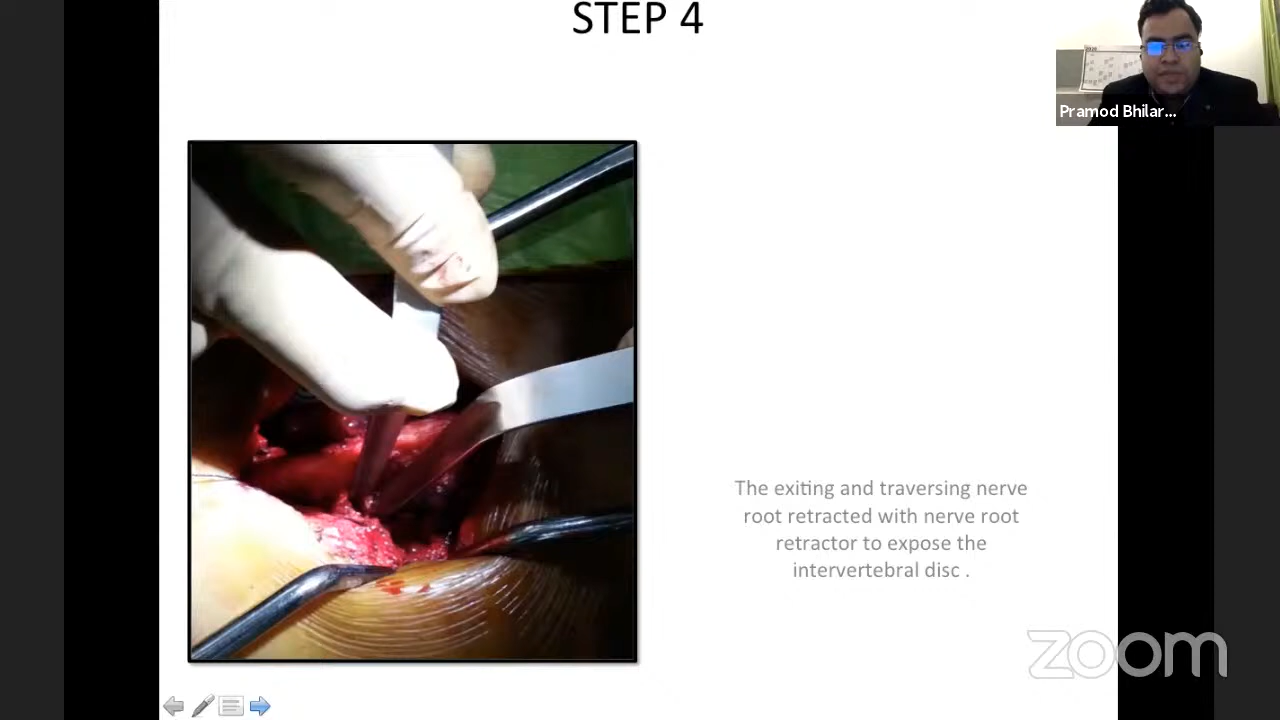 STEP 4
Pramod Bhilar...
The exiting and traversing nerve
root retracted with nerve root
retractor to expose the
intervertebral disc .
zoom